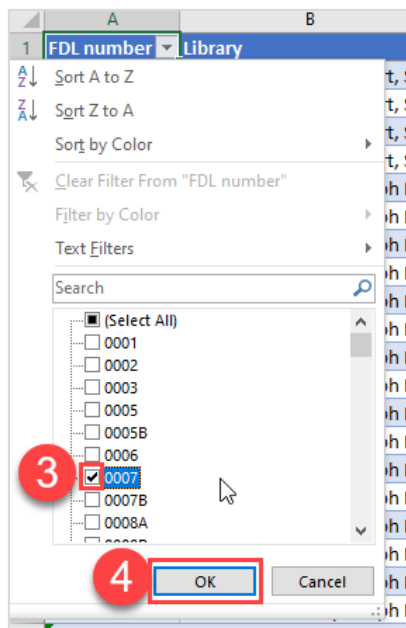 A B
1 FDL number Library
Sort A to Z
Sort Z to A
Sort by Color
Clear Filter From "FDL number"
Filter by Color
Text Filters
Search
(Select All)
0001
0002
0003
0005
0005B
0006
3 0007
0007B
0008A
4 OK Cancel